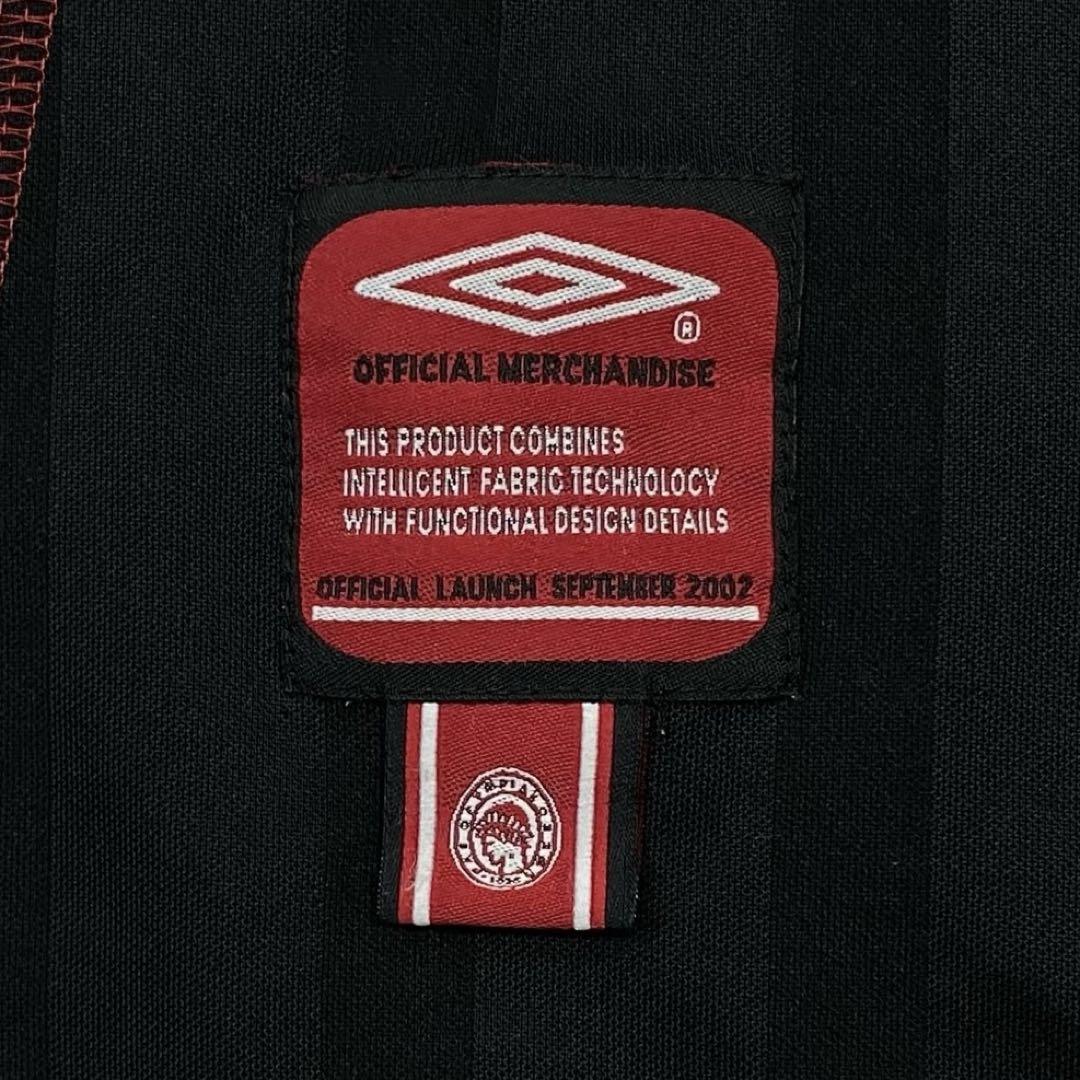 ®
OFFICIAL MERCHANDISE
THIS PRODUCT COMBINES
INTELLIGENT FABRIC TECHNOLOGY
WITH FUNCTIONAL DESIGN DETAILS
OFFICIAL LAUNCH SEPTEMBER 2002